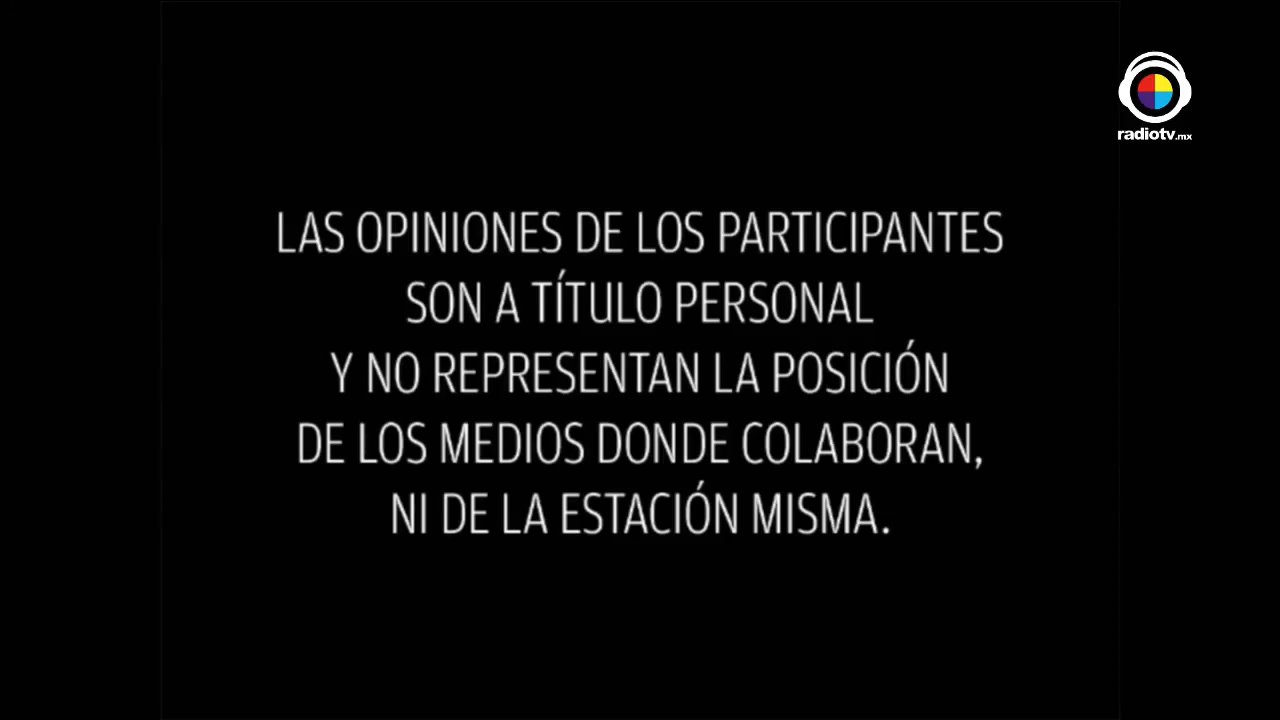 radiotv.mx
LAS OPINIONES DE LOS PARTICIPANTES
SON A TÍTULO PERSONAL
Y NO REPRESENTAN LA POSICIÓN
DE LOS MEDIOS DONDE COLABORAN,
NI DE LA ESTACIÓN MISMA.